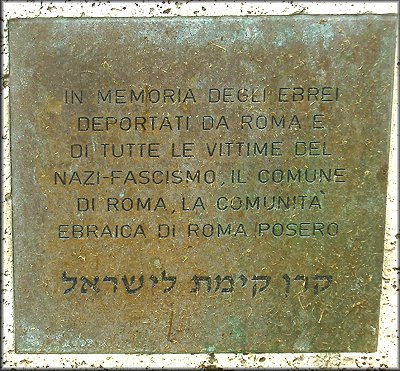 IN MEMORIA DEGLI EBREI
DEPORTATI DA ROMA E
DI TUTTE LE VITTIME DEL
NAZI-FASCISMO, IL COMUNE
DI ROMA, LA COMUNITA'
EBRAICA DI ROMA POSERO
קרן קימת לישראל